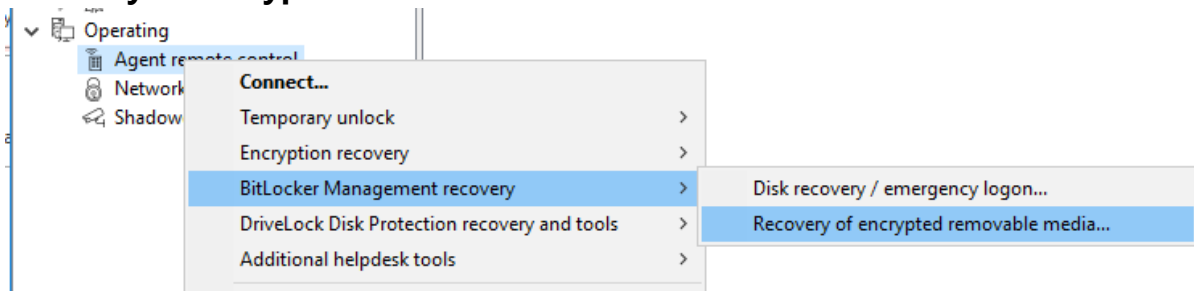 Operating
Agent remote control
Network
Shadow
Connect...
Temporary unlock
Encryption recovery
BitLocker Management recovery
DriveLock Disk Protection recovery and tools
Additional helpdesk tools
Disk recovery / emergency logon...
Recovery of encrypted removable media...